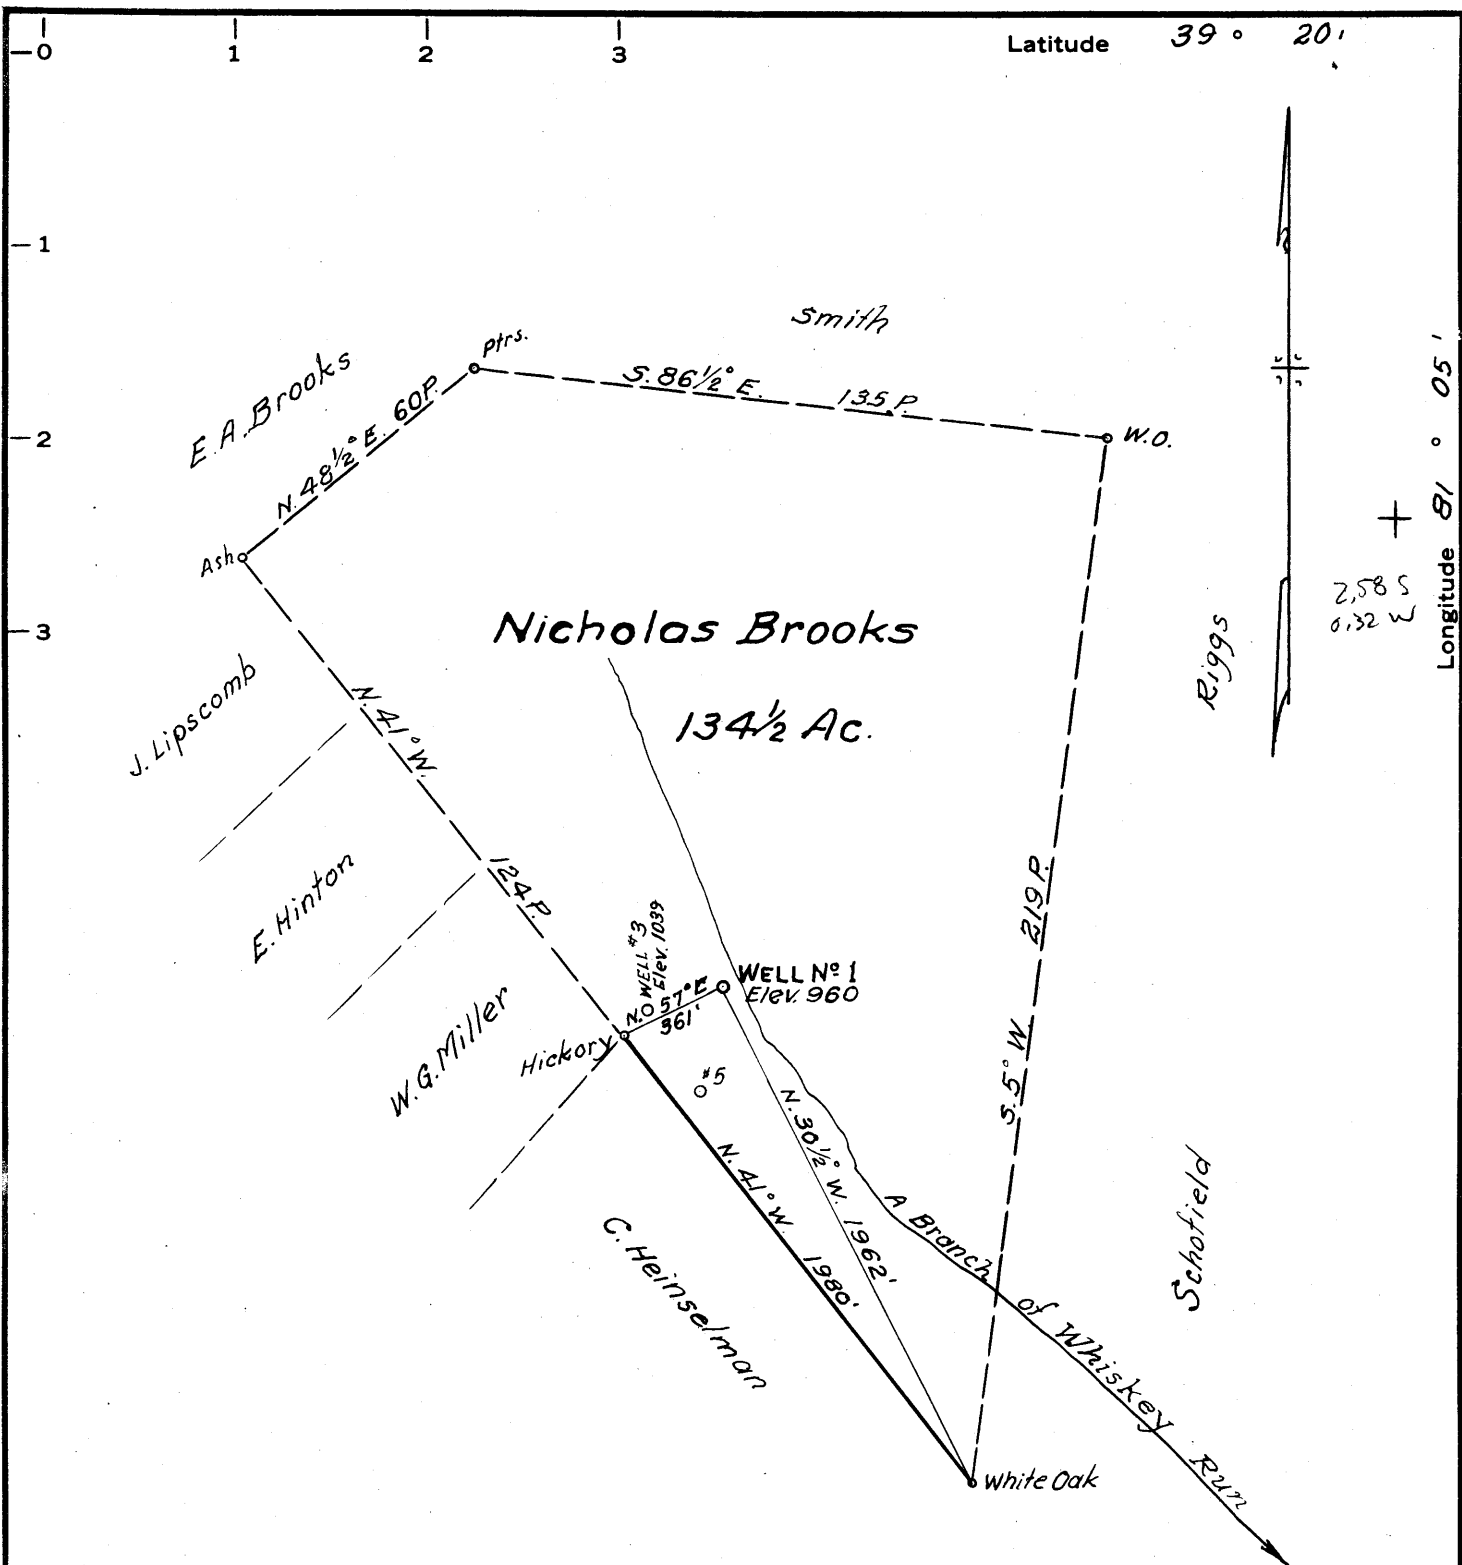 0 1 2 3
Latitude 39° 20'
1
2
3
Longitude 81° 05'
2,58 S
0,32 W
Smith
ptrs.
S. 86½° E. 135 P.
W.O.
E. A. Brooks
N. 48½° E. 60P.
Ash
Nicholas Brooks
134½ Ac.
Riggs
J. Lipscomb
N. 41° W. 124 P.
E. Hinton
219 P.
S. 5° W.
WELL #3
Elev. 1039
WELL Nº 1
Elev. 960
N. 57° E
361'
W. G. Miller
Hickory
#5
N. 30½° W. 1962'
N. 41° W. 1980'
C. Heinselman
A Branch of Whiskey Run
Schofield
White Oak